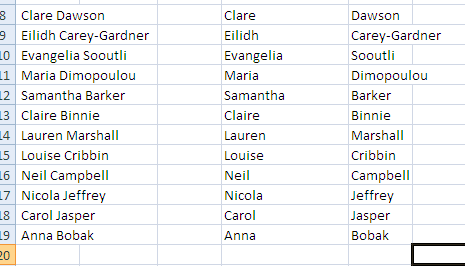 8 Clare Dawson Clare Dawson
9 Eilidh Carey-Gardner Eilidh Carey-Gardner
10 Evangelia Sooutli Evangelia Sooutli
11 Maria Dimopoulou Maria Dimopoulou
12 Samantha Barker Samantha Barker
13 Claire Binnie Claire Binnie
14 Lauren Marshall Lauren Marshall
15 Louise Cribbin Louise Cribbin
16 Neil Campbell Neil Campbell
17 Nicola Jeffrey Nicola Jeffrey
18 Carol Jasper Carol Jasper
19 Anna Bobak Anna Bobak
20